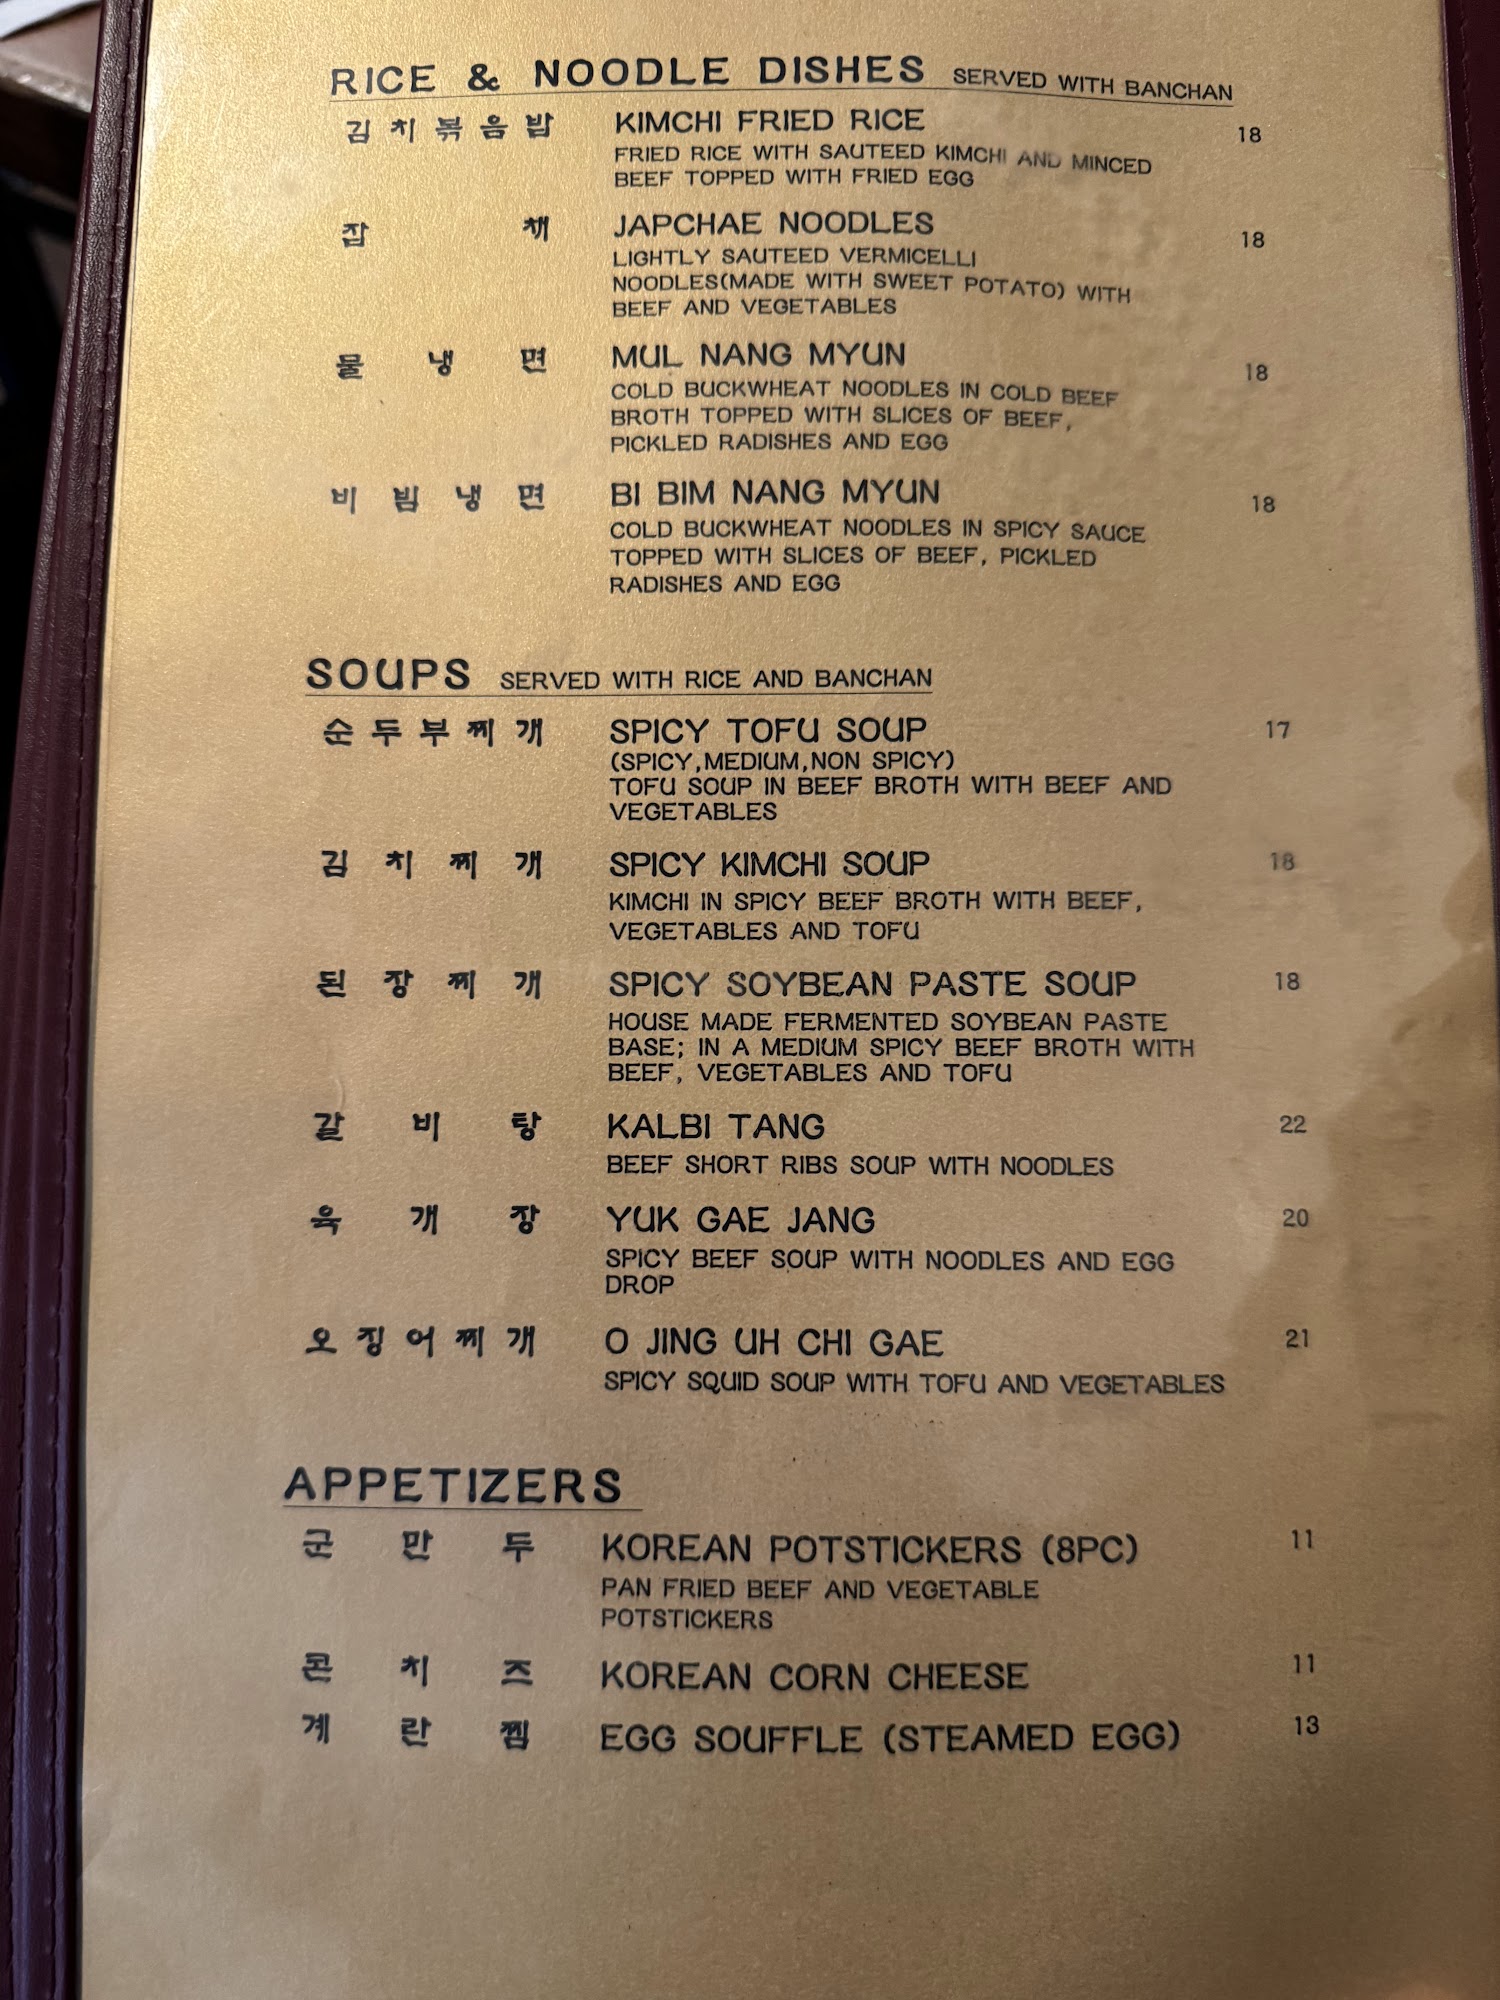 RICE & NOODLE DISHES SERVED WITH BANCHAN
김치볶음밥 KIMCHI FRIED RICE 18
FRIED RICE WITH SAUTEED KIMCHI AND MINCED
BEEF TOPPED WITH FRIED EGG
잡채 JAPCHAE NOODLES 18
LIGHTLY SAUTEED VERMICELLI
NOODLES(MADE WITH SWEET POTATO) WITH
BEEF AND VEGETABLES
물냉면 MUL NANG MYUN 18
COLD BUCKWHEAT NOODLES IN COLD BEEF
BROTH TOPPED WITH SLICES OF BEEF,
PICKLED RADISHES AND EGG
비빔냉면 BI BIM NANG MYUN 18
COLD BUCKWHEAT NOODLES IN SPICY SAUCE
TOPPED WITH SLICES OF BEEF, PICKLED
RADISHES AND EGG
SOUPS SERVED WITH RICE AND BANCHAN
순두부찌개 SPICY TOFU SOUP 17
(SPICY,MEDIUM,NON SPICY)
TOFU SOUP IN BEEF BROTH WITH BEEF AND
VEGETABLES
김치찌개 SPICY KIMCHI SOUP 18
KIMCHI IN SPICY BEEF BROTH WITH BEEF,
VEGETABLES AND TOFU
된장찌개 SPICY SOYBEAN PASTE SOUP 18
HOUSE MADE FERMENTED SOYBEAN PASTE
BASE; IN A MEDIUM SPICY BEEF BROTH WITH
BEEF, VEGETABLES AND TOFU
갈비탕 KALBI TANG 22
BEEF SHORT RIBS SOUP WITH NOODLES
육개장 YUK GAE JANG 20
SPICY BEEF SOUP WITH NOODLES AND EGG
DROP
오징어찌개 O JING UH CHI GAE 21
SPICY SQUID SOUP WITH TOFU AND VEGETABLES
APPETIZERS
군만두 KOREAN POTSTICKERS (8PC) 11
PAN FRIED BEEF AND VEGETABLE
POTSTICKERS
콘치즈 KOREAN CORN CHEESE 11
계란찜 EGG SOUFFLE (STEAMED EGG) 13